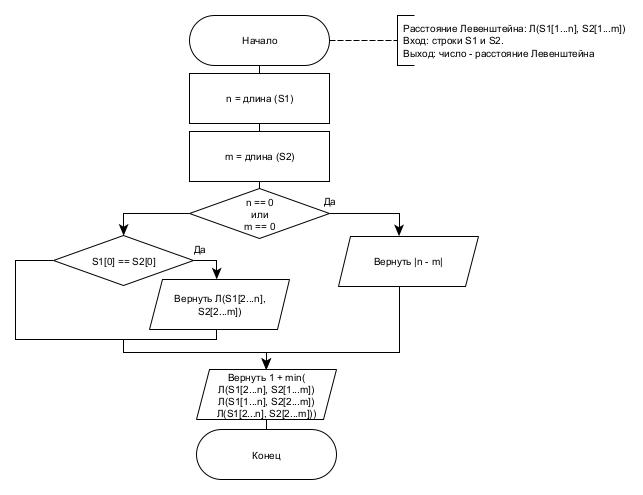 Начало
Расстояние Левенштейна: Л(S1[1...n], S2[1...m])
Вход: строки S1 и S2.
Выход: число - расстояние Левенштейна
n = длина (S1)
m = длина (S2)
n == 0
или
m == 0
Да
S1[0] == S2[0]
Да
Вернуть |n - m|
Вернуть Л(S1[2...n],
S2[2...m])
Вернуть 1 + min(
Л(S1[2...n], S2[1...m])
Л(S1[1...n], S2[2...m])
Л(S1[2...n], S2[2...m]))
Конец